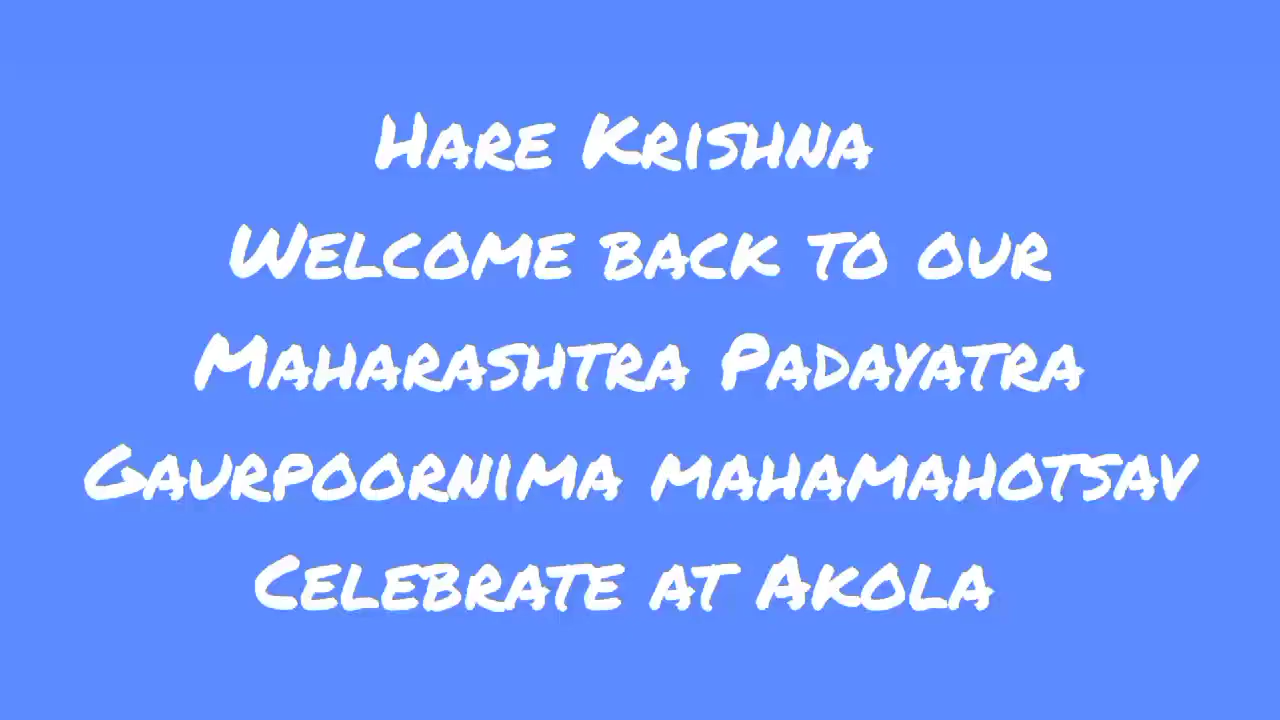 Hare Krishna
Welcome back to our
Maharashtra Padayatra
Gaurpoornima mahamahotsav
Celebrate at Akola